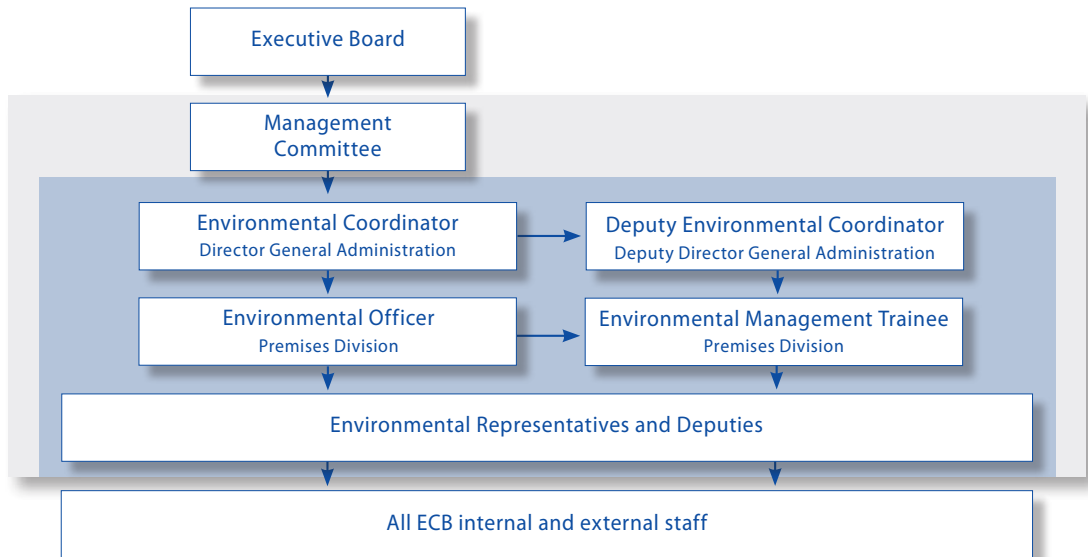 Executive Board
Management
Committee
Environmental Coordinator
Director General Administration
Deputy Environmental Coordinator
Deputy Director General Administration
Environmental Officer
Premises Division
Environmental Management Trainee
Premises Division
Environmental Representatives and Deputies
All ECB internal and external staff